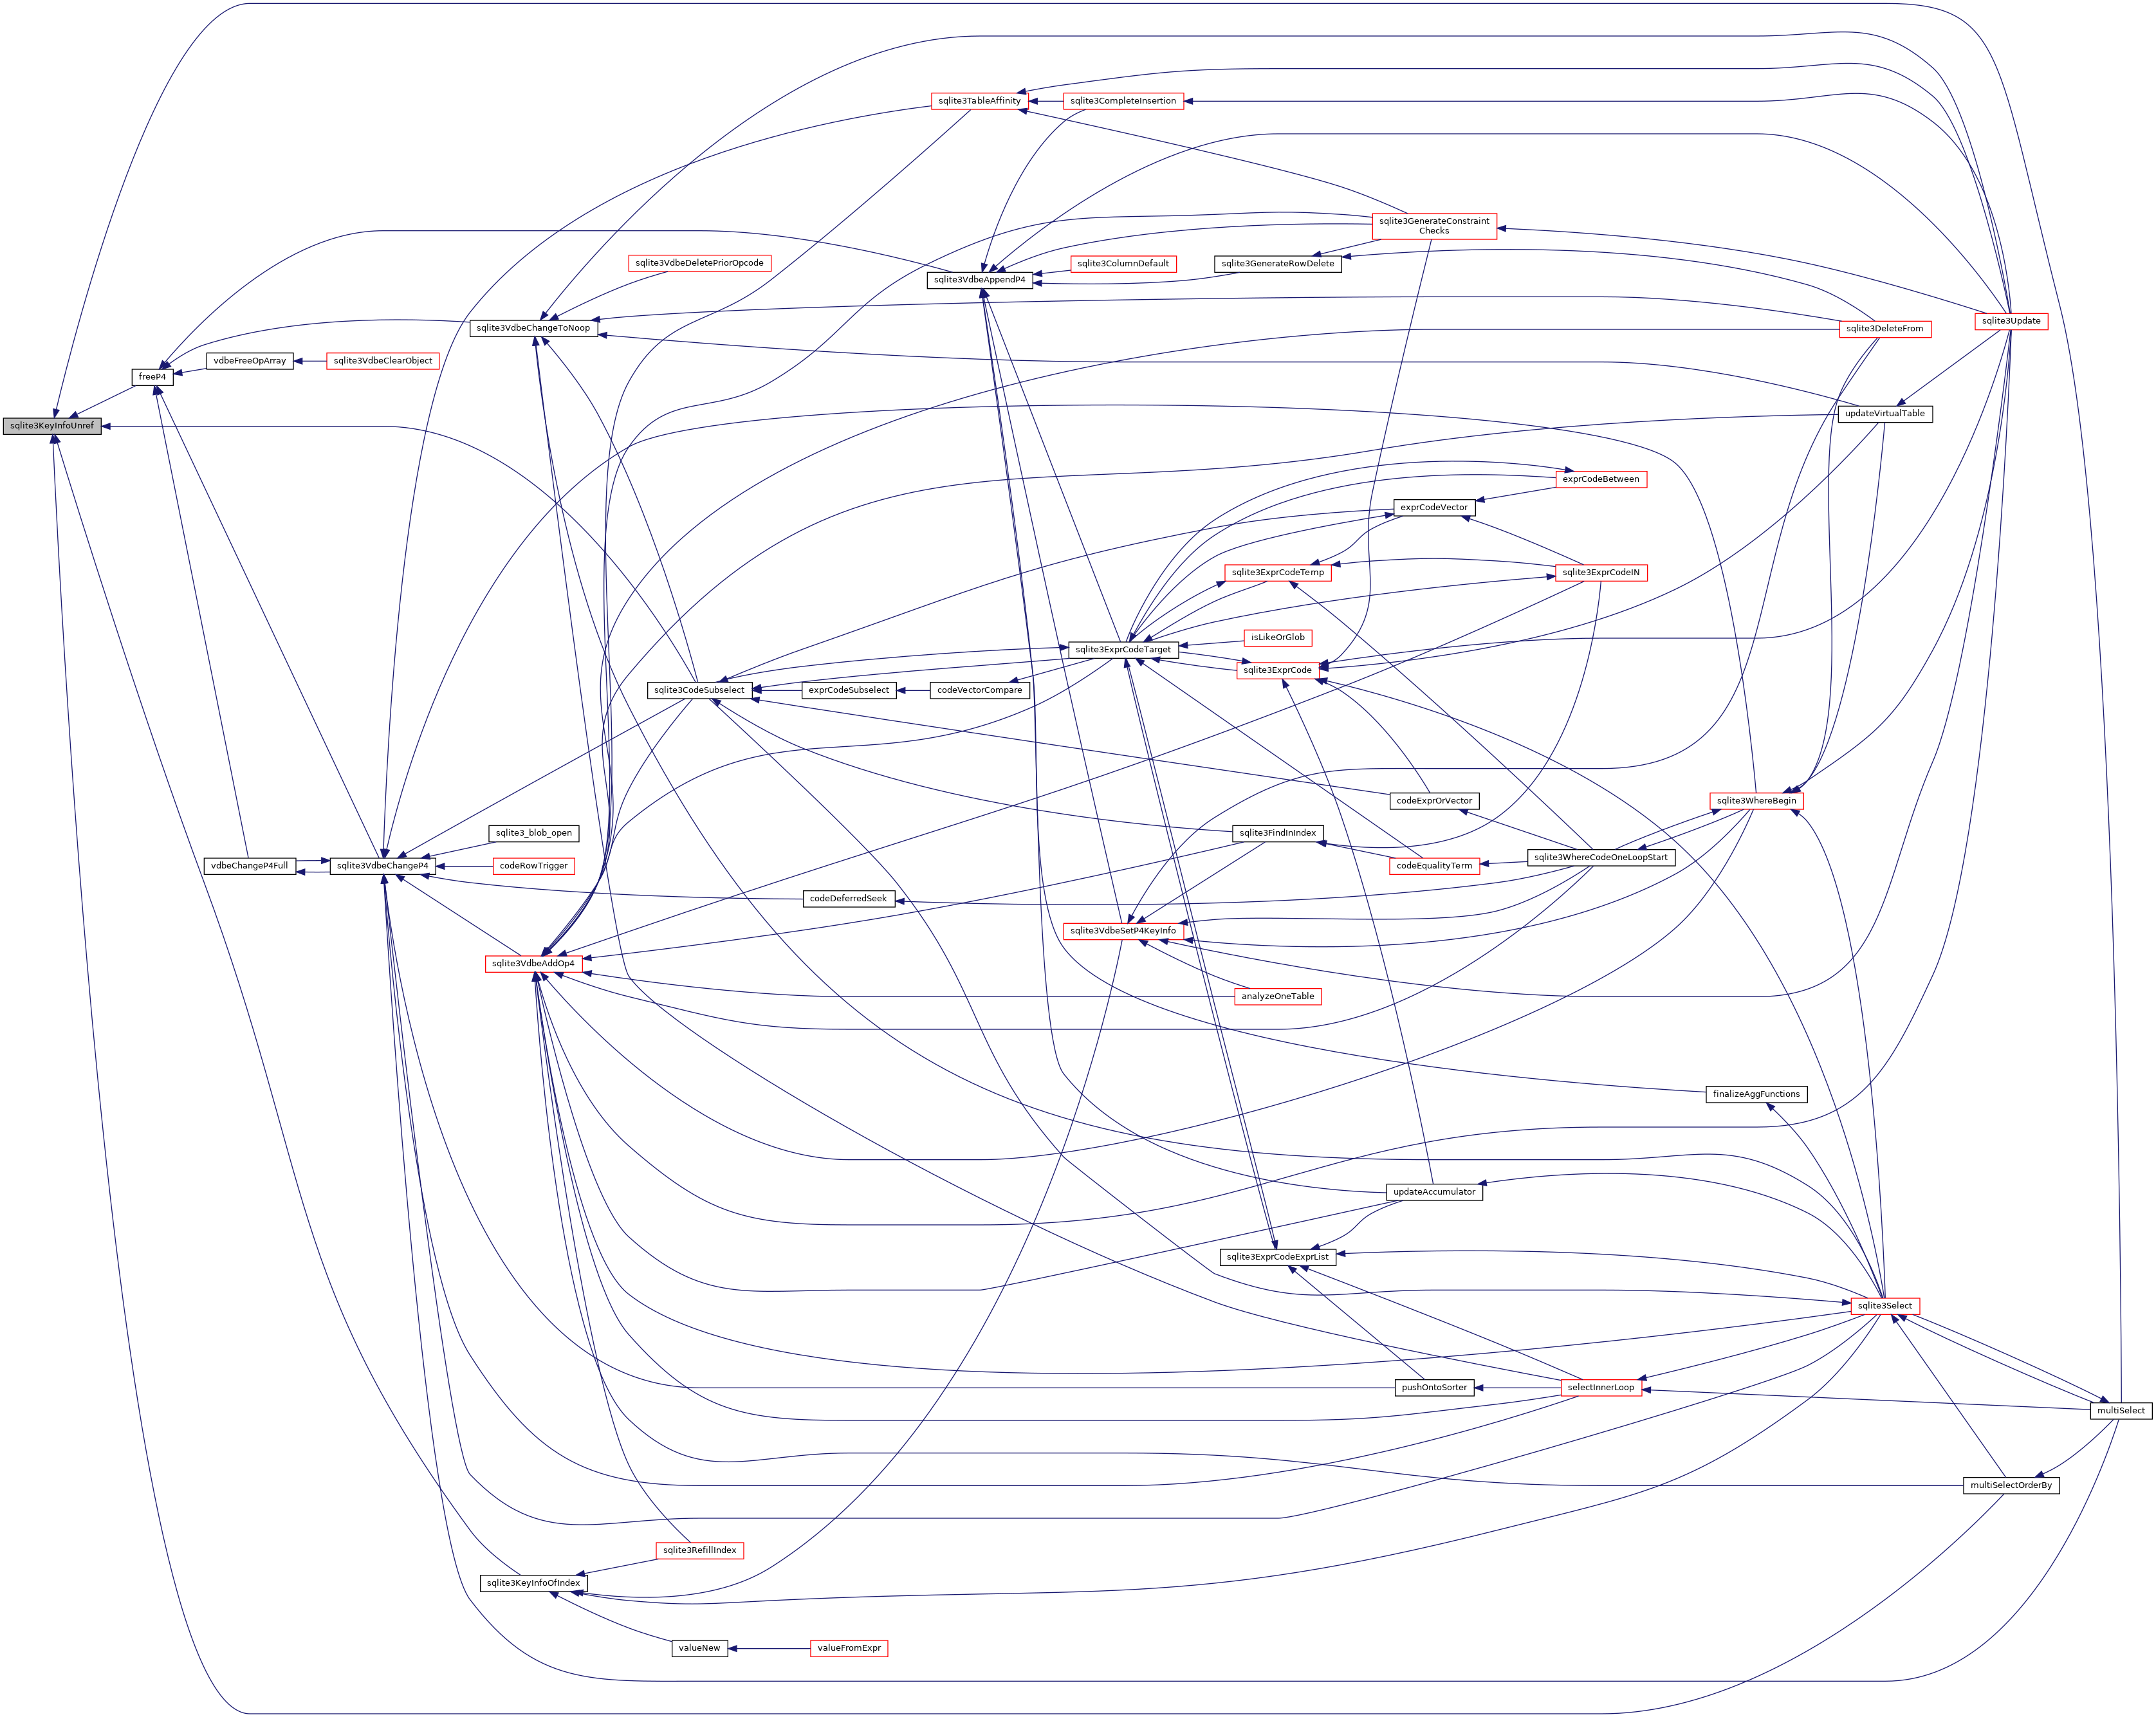 sqlite3TableAffinity
sqlite3CompleteInsertion
sqlite3GenerateConstraint
Checks
sqlite3VdbeDeletePriorOpcode
sqlite3ColumnDefault
sqlite3GenerateRowDelete
sqlite3VdbeAppendP4
sqlite3Update
sqlite3VdbeChangeToNoop
sqlite3DeleteFrom
vdbeFreeOpArray
sqlite3VdbeClearObject
freeP4
updateVirtualTable
sqlite3KeyInfoUnref
exprCodeBetween
exprCodeVector
sqlite3ExprCodeTemp
sqlite3ExprCodeIN
isLikeOrGlob
sqlite3ExprCodeTarget
sqlite3ExprCode
sqlite3CodeSubselect
exprCodeSubselect
codeVectorCompare
codeExprOrVector
sqlite3WhereBegin
sqlite3_blob_open
sqlite3FindInIndex
vdbeChangeP4Full
sqlite3VdbeChangeP4
codeRowTrigger
codeEqualityTerm
sqlite3WhereCodeOneLoopStart
codeDeferredSeek
sqlite3VdbeSetP4KeyInfo
sqlite3VdbeAddOp4
analyzeOneTable
finalizeAggFunctions
updateAccumulator
sqlite3ExprCodeExprList
sqlite3Select
pushOntoSorter
selectInnerLoop
multiSelect
multiSelectOrderBy
sqlite3RefillIndex
sqlite3KeyInfoOfIndex
valueNew
valueFromExpr